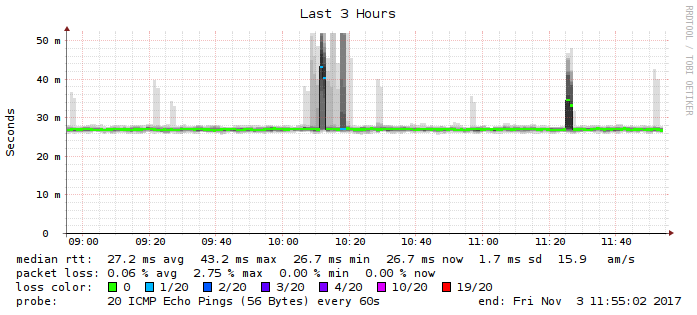 Last 3 Hours
RRDTOOL / TOBI OETIKER
Seconds
50 m
40 m
30 m
20 m
10 m
0
09:00 09:20 09:40 10:00 10:20 10:40 11:00 11:20 11:40
median rtt: 27.2 ms avg 43.2 ms max 26.7 ms min 26.7 ms now 1.7 ms sd 15.9 am/s
packet loss: 0.06 % avg 2.75 % max 0.00 % min 0.00 % now
loss color: 0 1/20 2/20 3/20 4/20 10/20 19/20
probe: 20 ICMP Echo Pings (56 Bytes) every 60s end: Fri Nov 3 11:55:02 2017